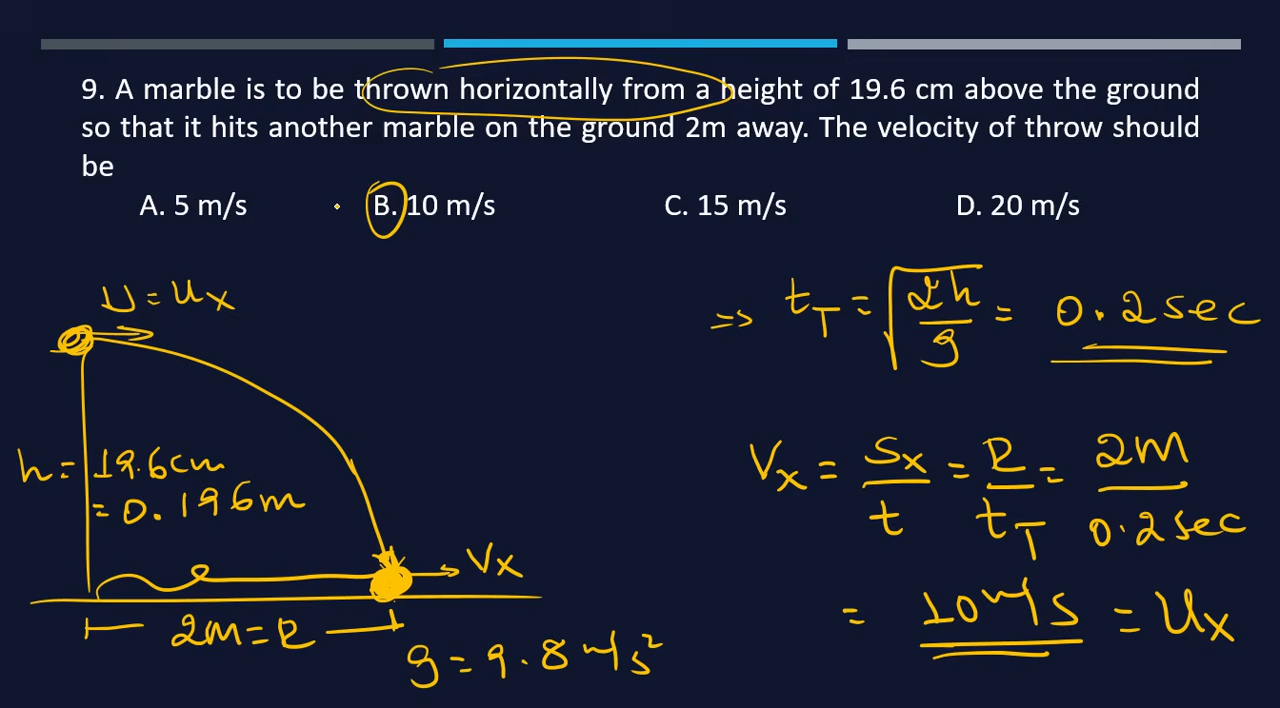 9. A marble is to be thrown horizontally from a height of 19.6 cm above the ground
so that it hits another marble on the ground 2m away. The velocity of throw should
be
A. 5 m/s B. 10 m/s C. 15 m/s D. 20 m/s
U = Ux
h = 19.6cm
= 0.196m
Vx
2m = R
g = 9.8 m/s²
=> tT = √2h/g = 0.2sec
Vx = Sx/t = R/tT = 2m/0.2sec
= 10 m/s = Ux